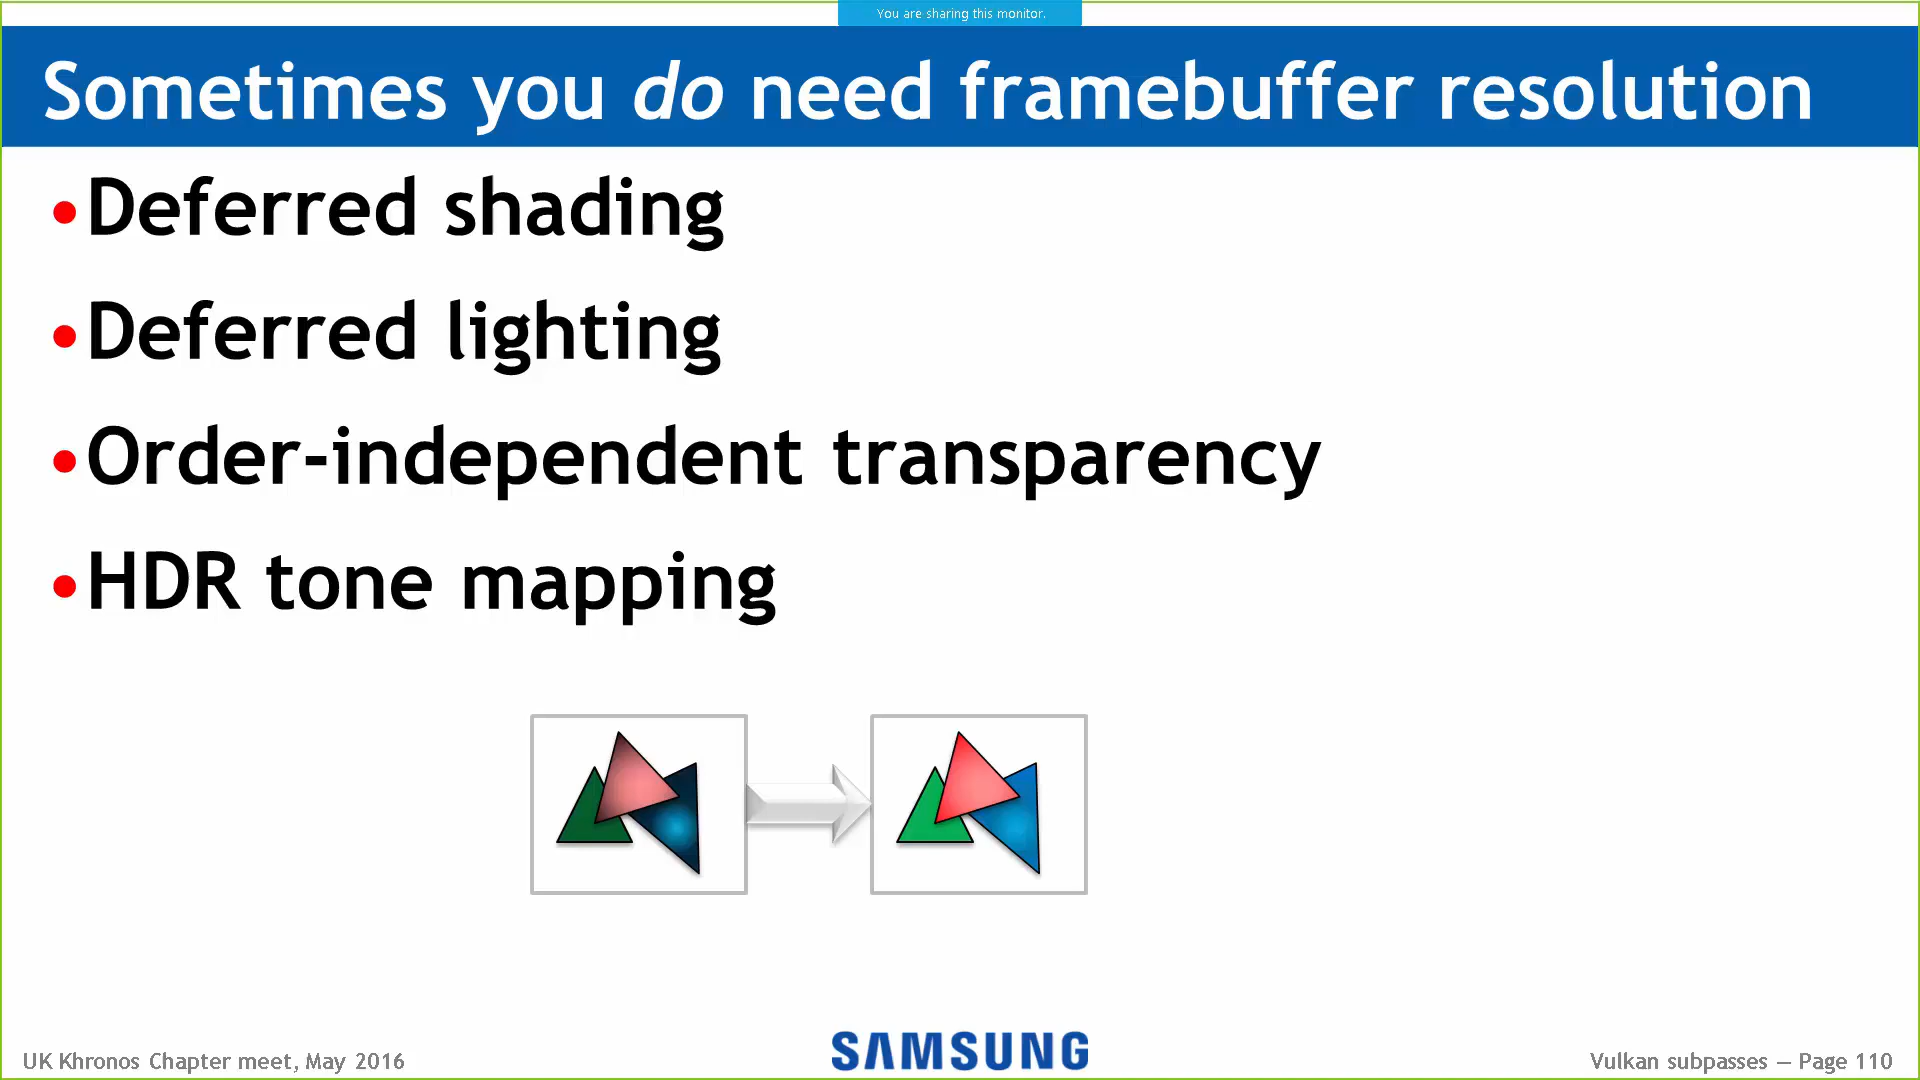 You are sharing this monitor.
Sometimes you do need framebuffer resolution
•Deferred shading
•Deferred lighting
•Order-independent transparency
•HDR tone mapping
UK Khronos Chapter meet, May 2016
SAMSUNG
Vulkan subpasses — Page 110